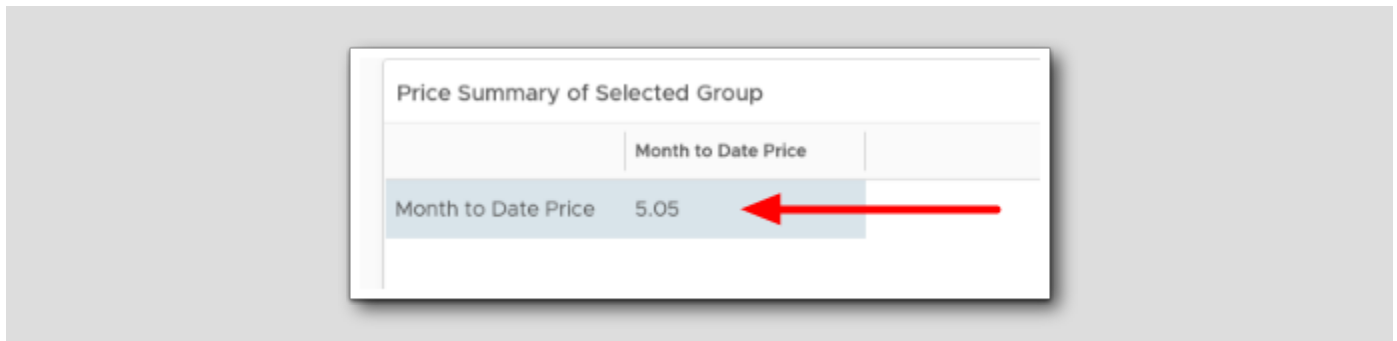 Price Summary of Selected Group
Month to Date Price
Month to Date Price 5.05